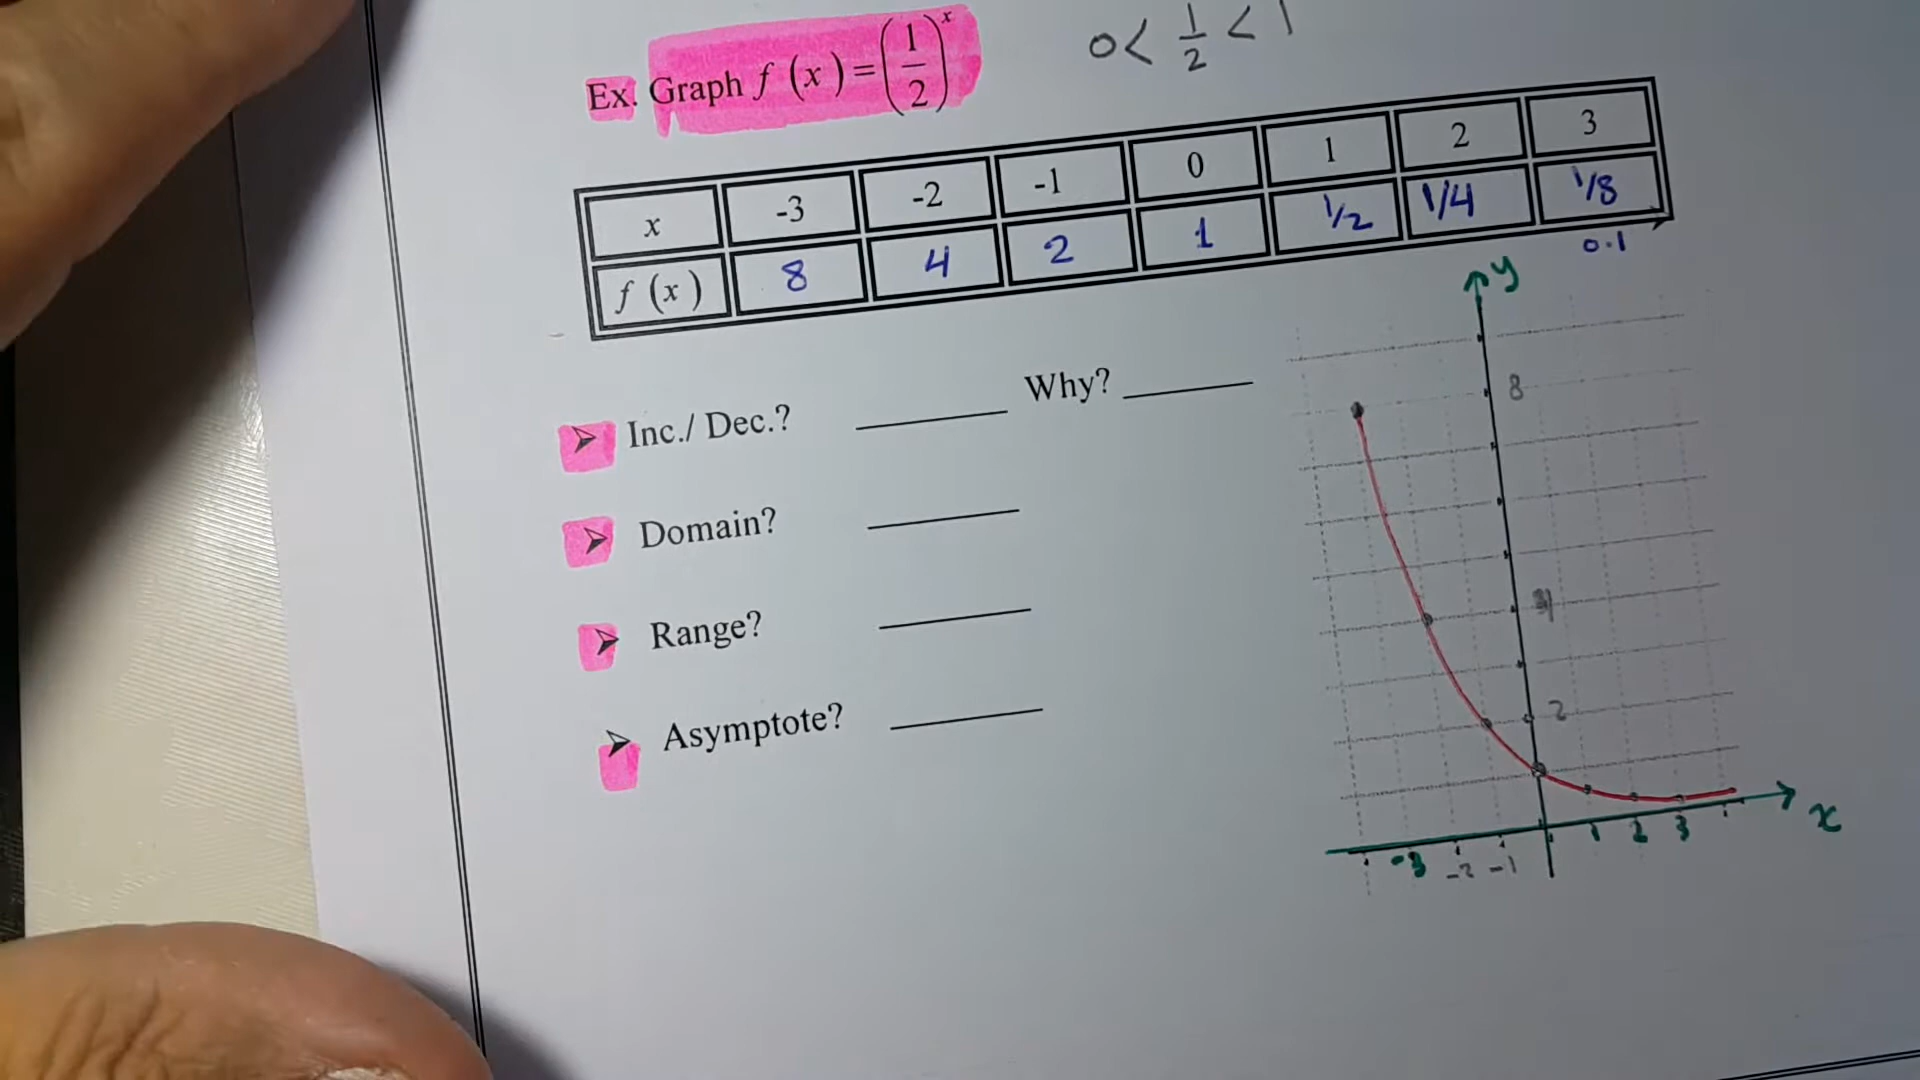 Ex. Graph f (x) = (1/2)^x
0 < 1/2 < 1
x -3 -2 -1 0 1 2 3
f (x) 8 4 2 1 1/2 1/4 1/8
0.1
y
Inc./ Dec.? Why?
8
Domain?
4
Range?
2
Asymptote?
x
-3 -2 -1 1 2 3